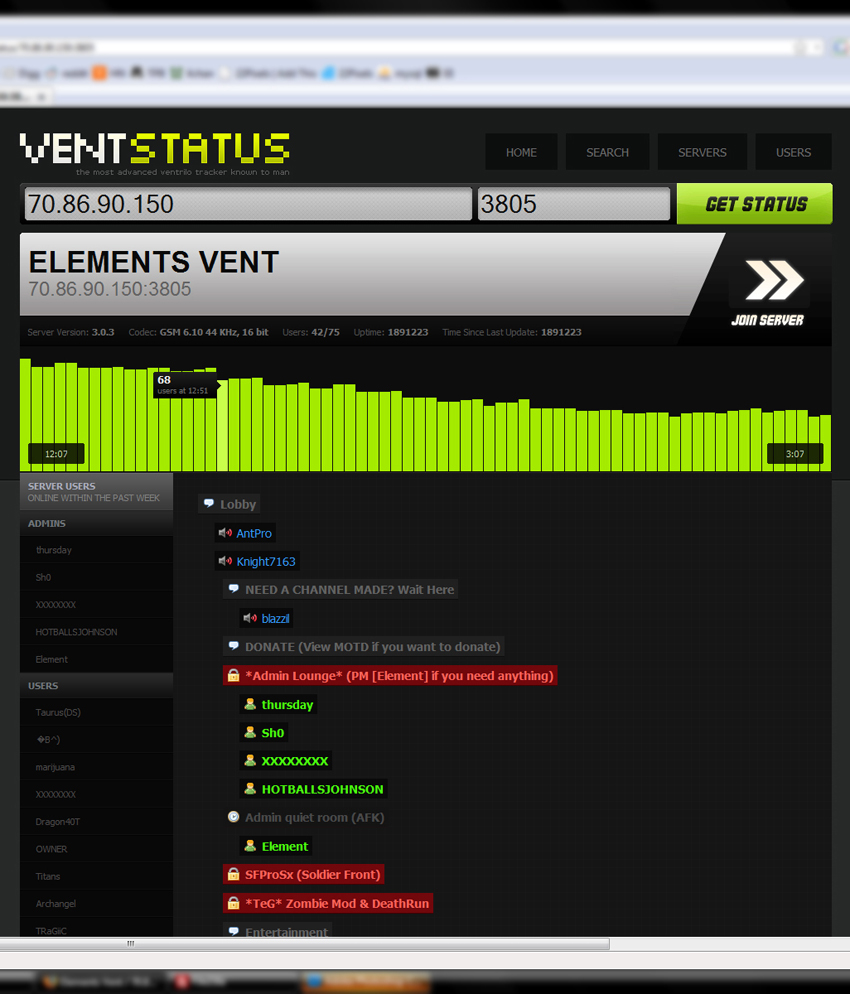 VENTSTATUS
the most advanced ventrilo tracker known to man
HOME
SEARCH
SERVERS
USERS
70.86.90.150
3805
GET STATUS
ELEMENTS VENT
70.86.90.150:3805
JOIN SERVER
Server Version: 3.0.3 Codec: GSM 6.10 44 KHz, 16 bit Users: 42/75 Uptime: 1891223 Time Since Last Update: 1891223
68
users at 12:51
12:07
3:07
SERVER USERS
ONLINE WITHIN THE PAST WEEK
ADMINS
thursday
Sh0
XXXXXXXX
HOTBALLSJOHNSON
Element
USERS
Taurus(DS)
�B^)
marijuana
XXXXXXXX
Dragon40T
OWNER
Titans
Archangel
TRaGiiC
Lobby
AntPro
Knight7163
NEED A CHANNEL MADE? Wait Here
blazzil
DONATE (View MOTD if you want to donate)
*Admin Lounge* (PM [Element] if you need anything)
thursday
Sh0
XXXXXXXX
HOTBALLSJOHNSON
Admin quiet room (AFK)
Element
SFProSx (Soldier Front)
*TeG* Zombie Mod & DeathRun
Entertainment